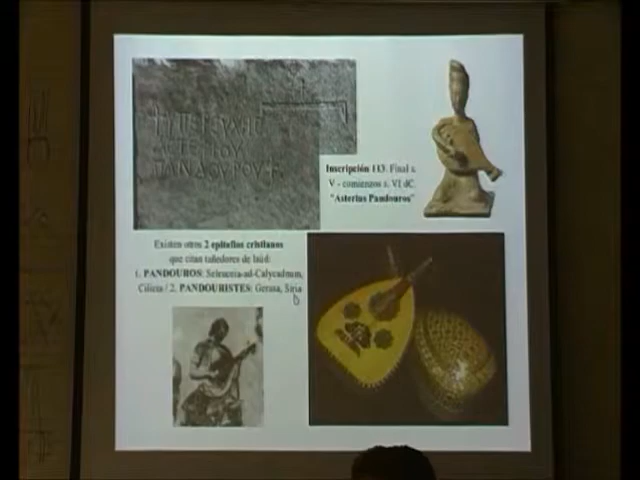 Inscripción 113. Final s.
V - comienzos s. VI dC.
"Asterius Pandouros"
Existen otros 2 epitafios cristianos
que citan tañedores de laúd:
1. PANDOUROS: Seleuceia-ad-Calycadnum,
Cilicia / 2. PANDOURISTES: Gerasa, Siria